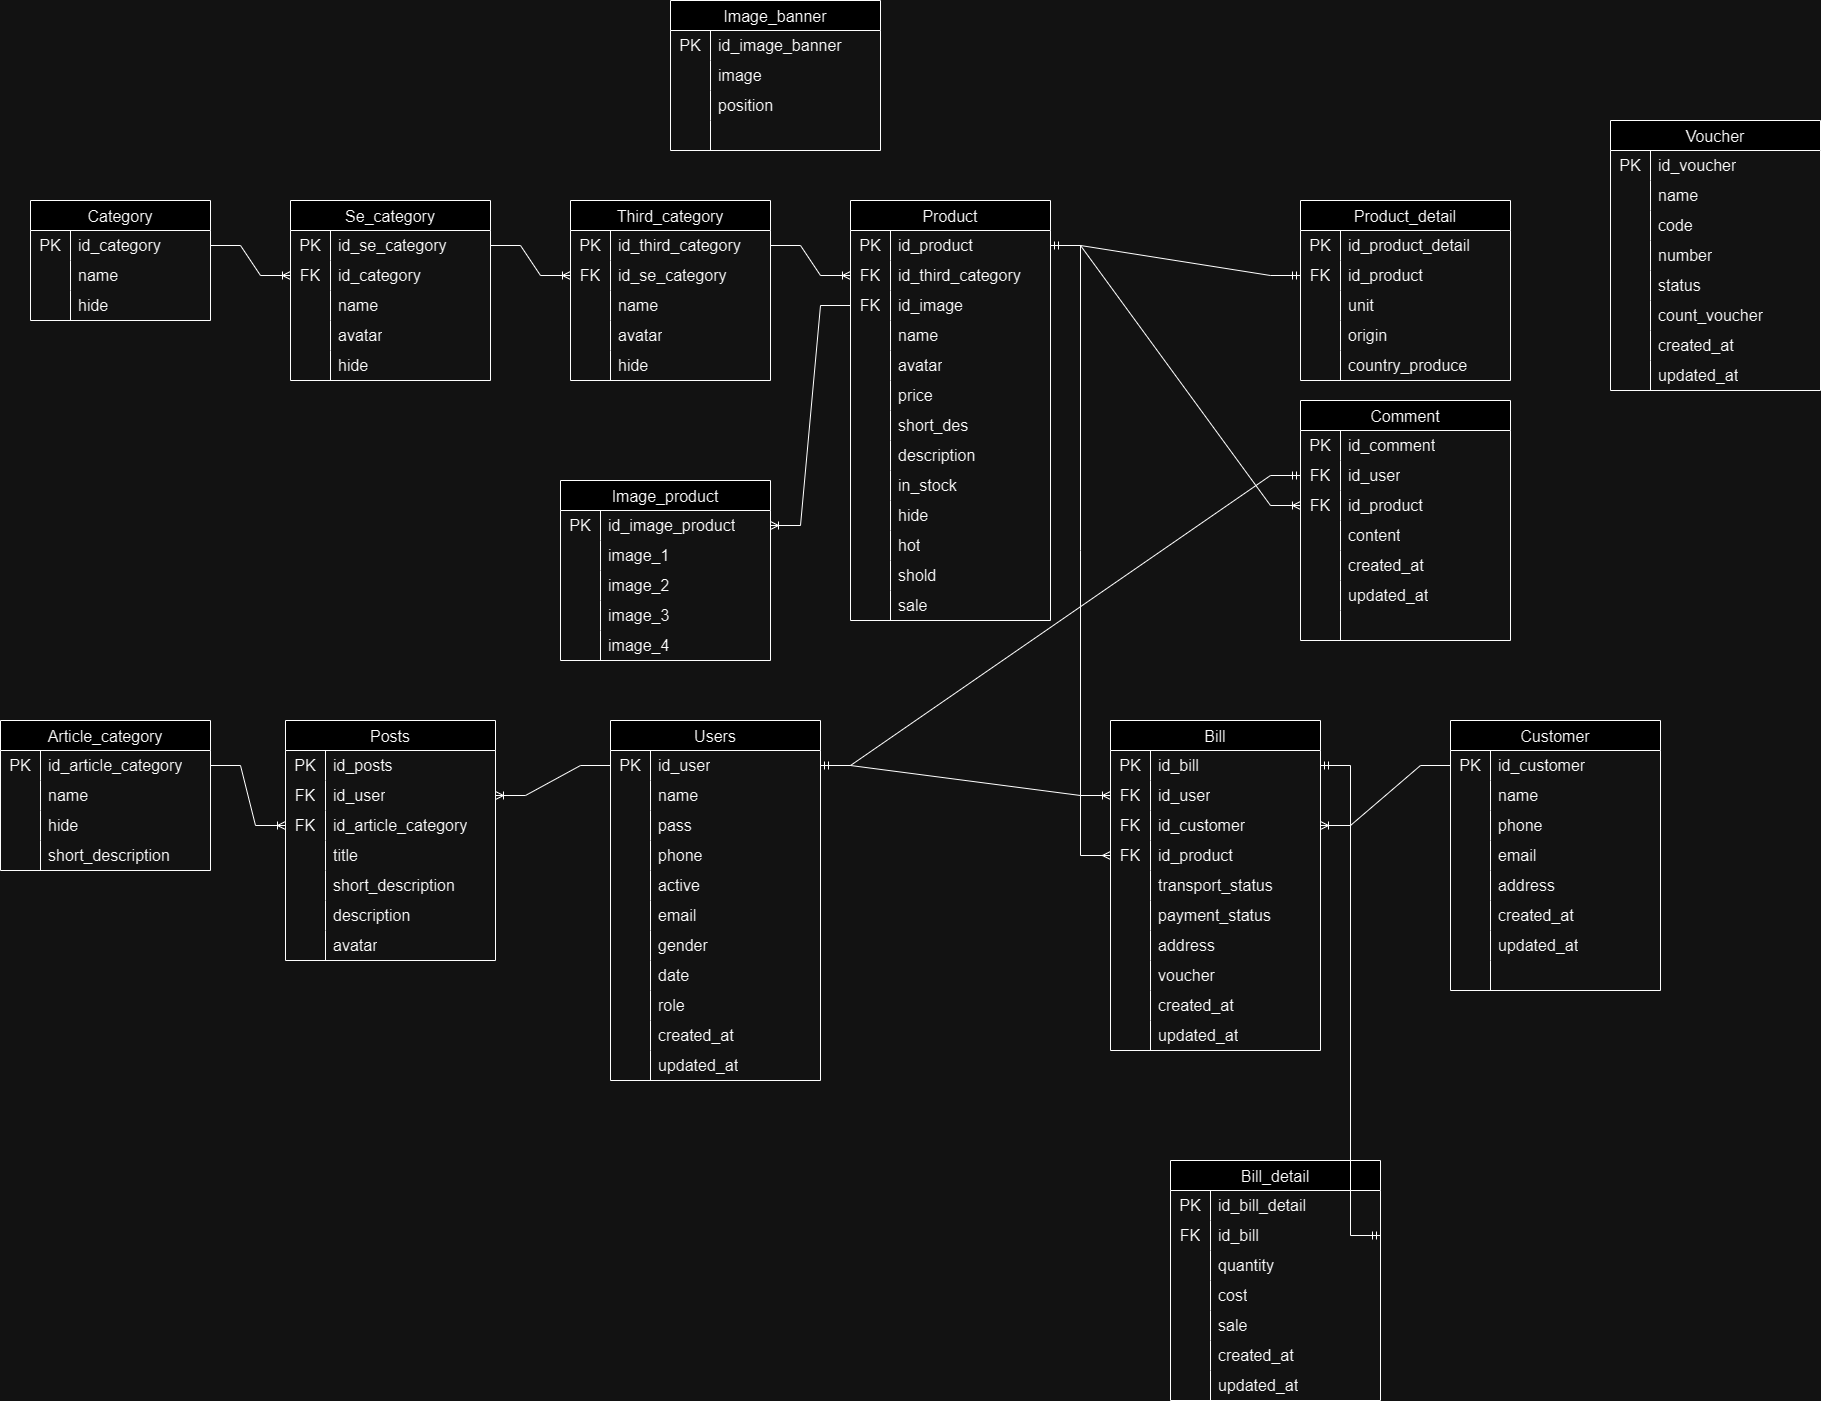 Image_banner
PK id_image_banner
image
position
Voucher
PK id_voucher
name
code
number
status
count_voucher
created_at
updated_at
Category
PK id_category
name
hide
Se_category
PK id_se_category
FK id_category
name
avatar
hide
Third_category
PK id_third_category
FK id_se_category
name
avatar
hide
Product
PK id_product
FK id_third_category
FK id_image
name
avatar
price
short_des
description
in_stock
hide
hot
shold
sale
Product_detail
PK id_product_detail
FK id_product
unit
origin
country_produce
Comment
PK id_comment
FK id_user
FK id_product
content
created_at
updated_at
Image_product
PK id_image_product
image_1
image_2
image_3
image_4
Article_category
PK id_article_category
name
hide
short_description
Posts
PK id_posts
FK id_user
FK id_article_category
title
short_description
description
avatar
Users
PK id_user
name
pass
phone
active
email
gender
date
role
created_at
updated_at
Bill
PK id_bill
FK id_user
FK id_customer
FK id_product
transport_status
payment_status
address
voucher
created_at
updated_at
Customer
PK id_customer
name
phone
email
address
created_at
updated_at
Bill_detail
PK id_bill_detail
FK id_bill
quantity
cost
sale
created_at
updated_at